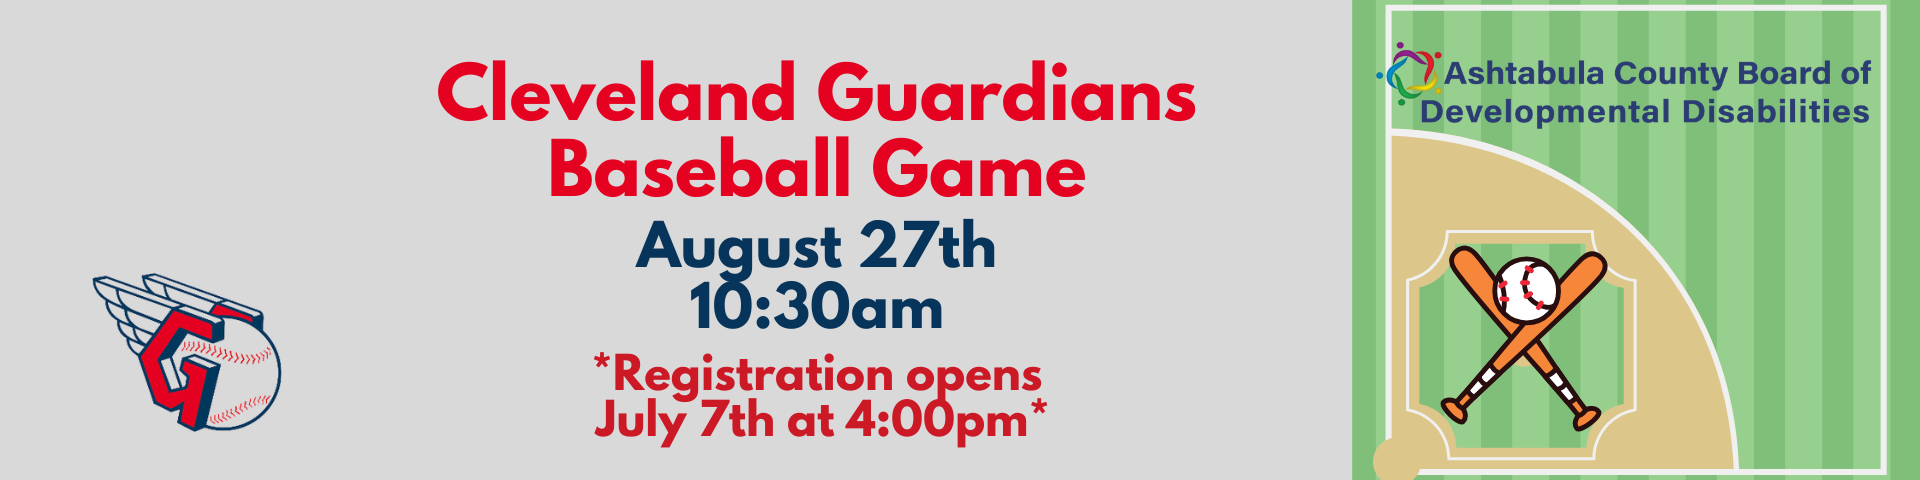 Cleveland Guardians
Baseball Game
August 27th
10:30am
*Registration opens
July 7th at 4:00pm*
Ashtabula County Board of
Developmental Disabilities
G